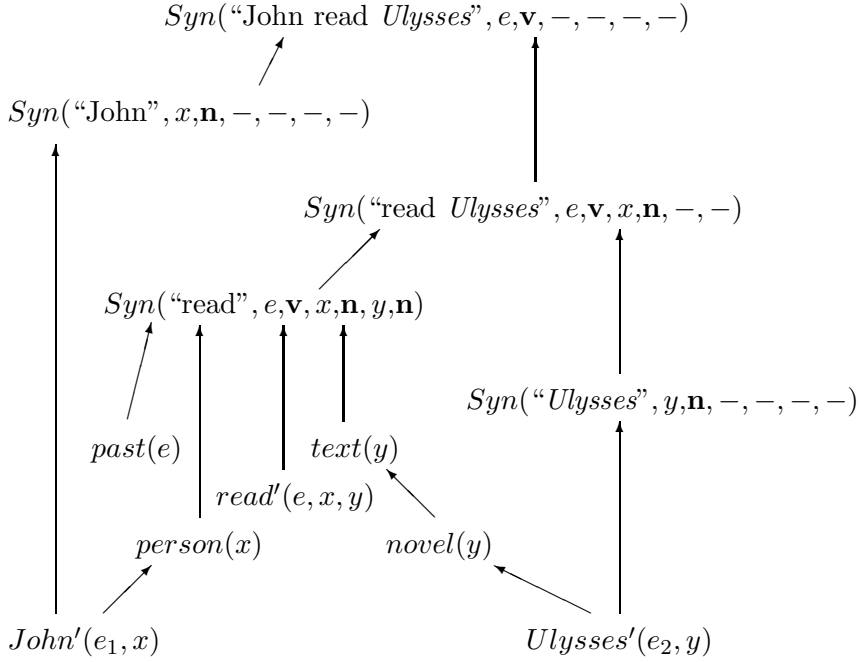 Syn(“John read Ulysses”, e,v, −, −, −, −)
Syn(“John”, x,n, −, −, −, −)
Syn(“read Ulysses”, e,v, x,n, −, −)
Syn(“read”, e,v, x,n, y,n)
Syn(“Ulysses”, y,n, −, −, −, −)
past(e) text(y)
read′(e, x, y)
person(x) novel(y)
John′(e₁, x) Ulysses′(e₂, y)